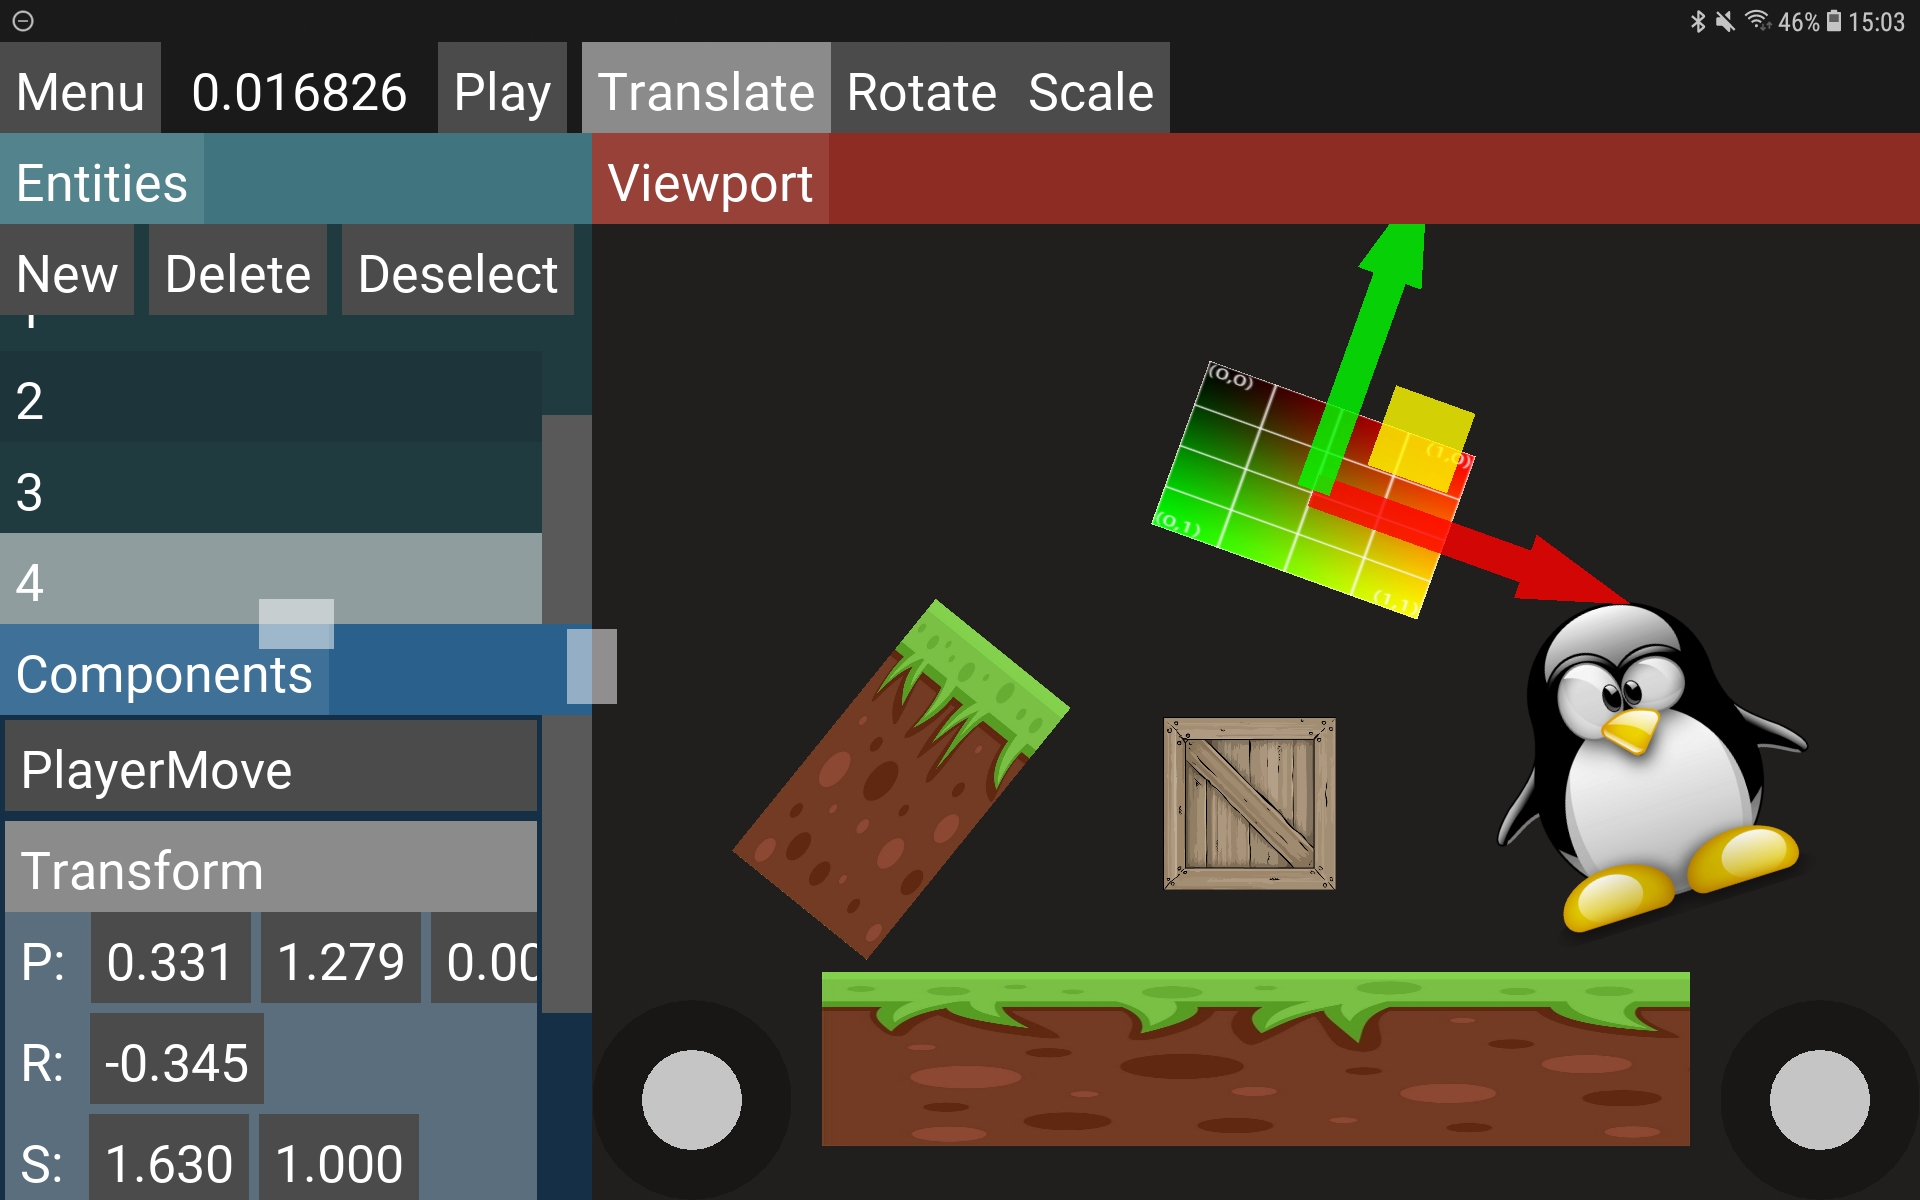 46% 15:03
Menu 0.016826 Play Translate Rotate Scale
Entities Viewport
New Delete Deselect
2
3
4
Components
PlayerMove
Transform
P: 0.331 1.279 0.00
R: -0.345
S: 1.630 1.000
(0,0)
(1,0)
(0,1)
(1,1)